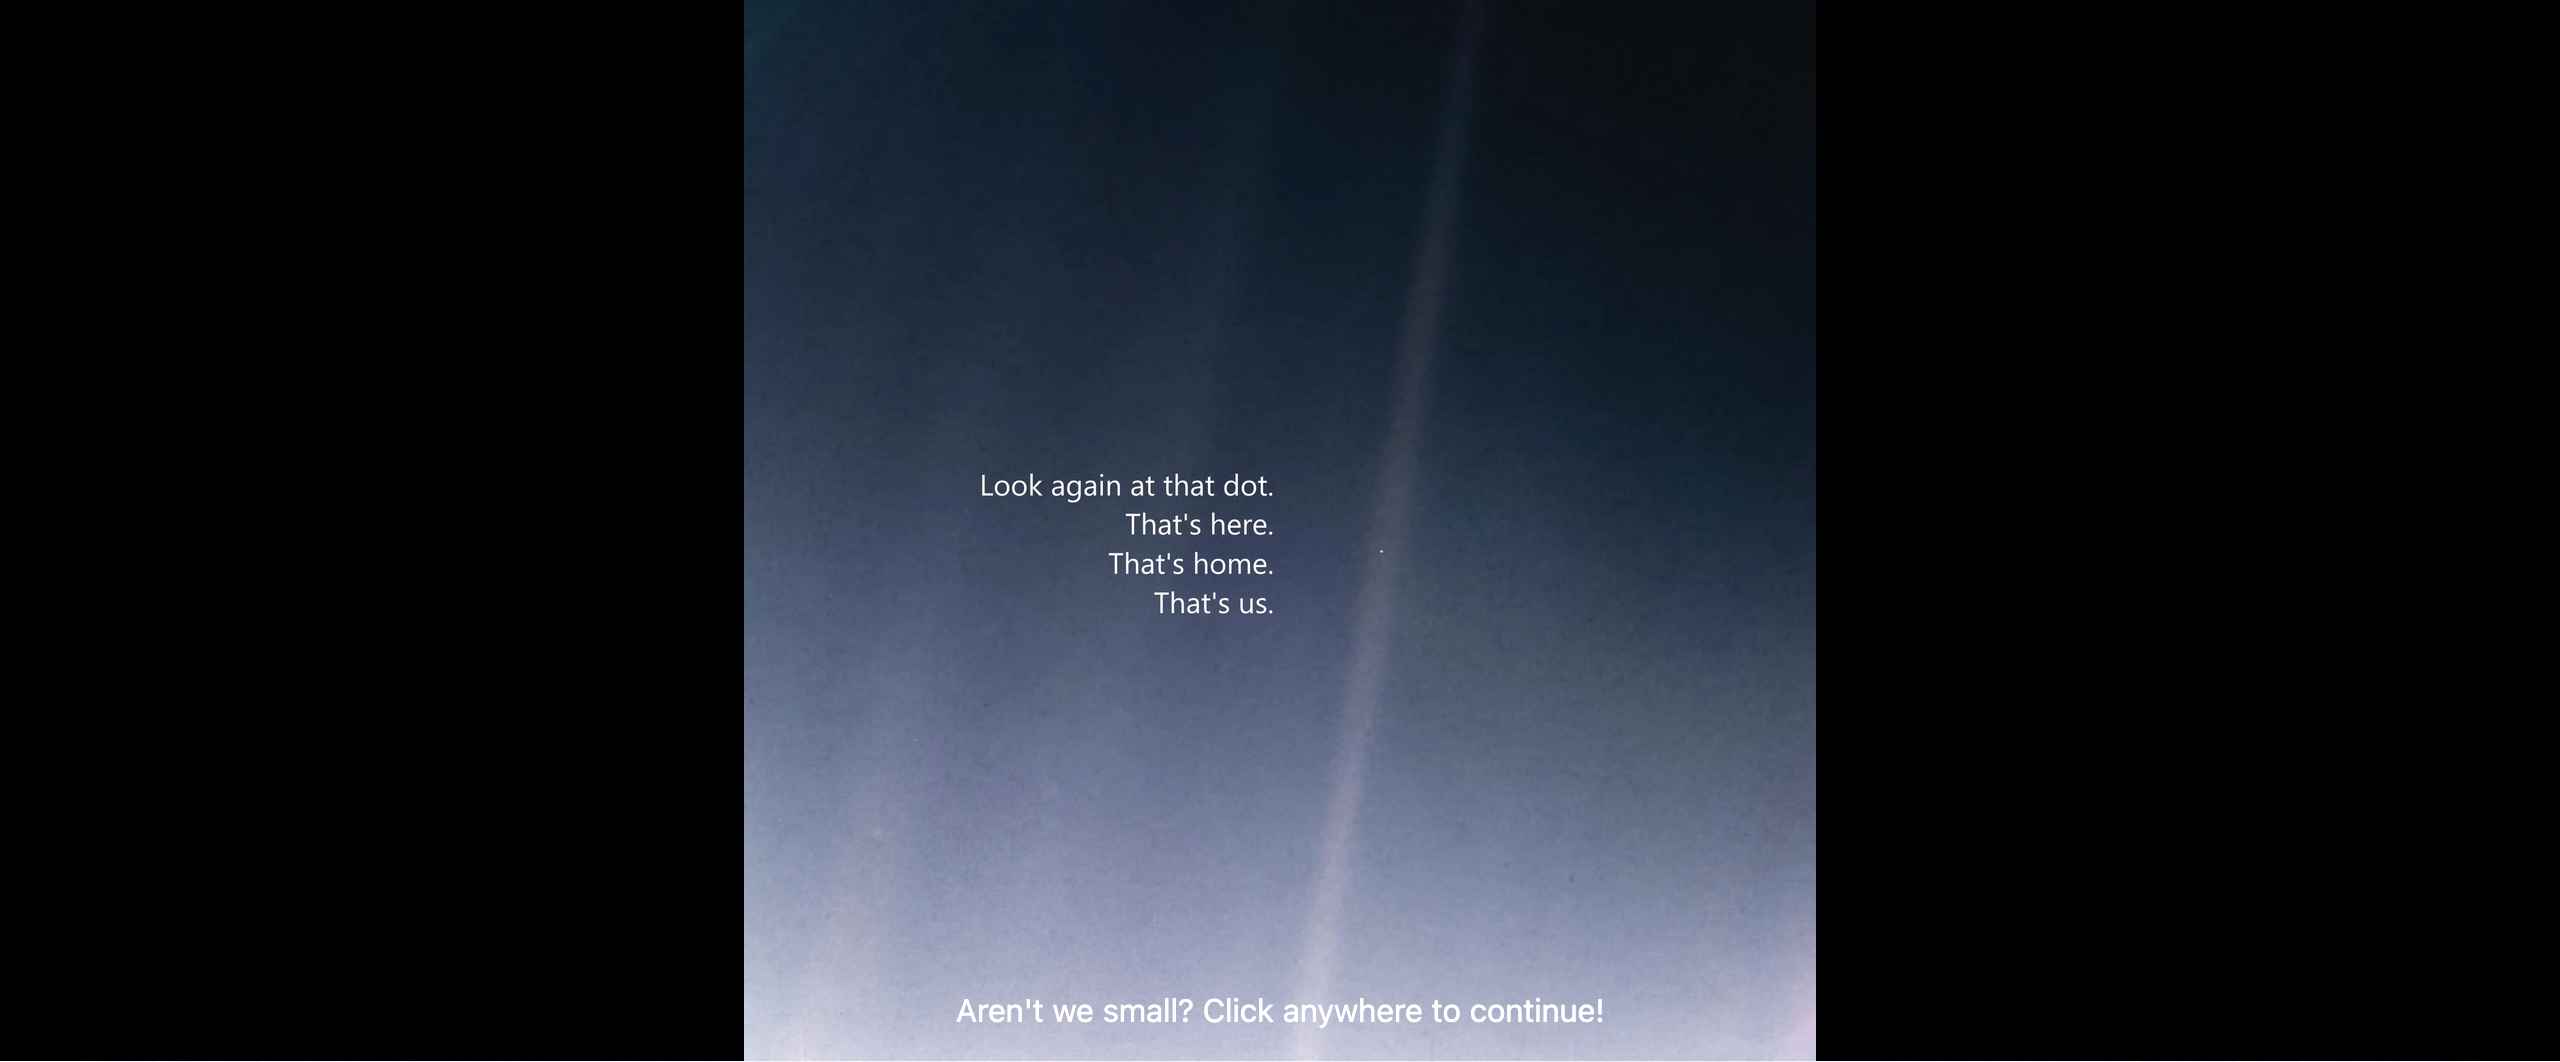 Look again at that dot.
That's here.
That's home.
That's us.
Aren't we small? Click anywhere to continue!